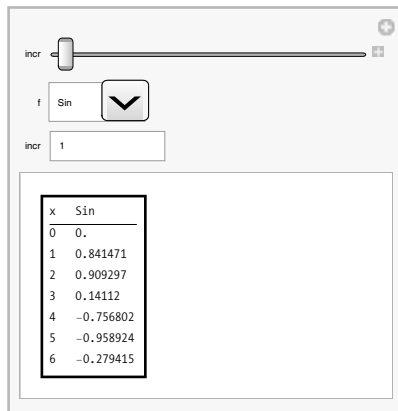 incr
f Sin
incr 1
x Sin
0 0.
1 0.841471
2 0.909297
3 0.14112
4 -0.756802
5 -0.958924
6 -0.279415